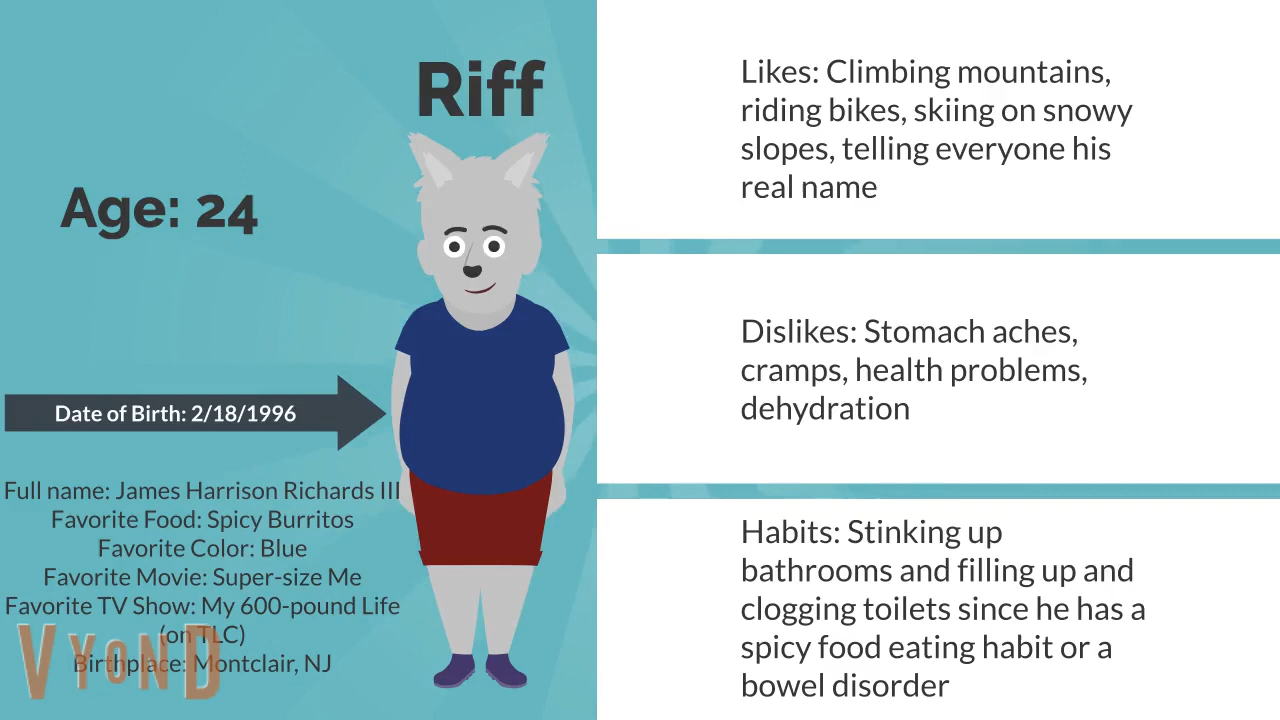 Riff
Age: 24
Date of Birth: 2/18/1996
Full name: James Harrison Richards III
Favorite Food: Spicy Burritos
Favorite Color: Blue
Favorite Movie: Super-size Me
Favorite TV Show: My 600-pound Life
(on TLC)
Birthplace: Montclair, NJ
VYOND
Likes: Climbing mountains,
riding bikes, skiing on snowy
slopes, telling everyone his
real name
Dislikes: Stomach aches,
cramps, health problems,
dehydration
Habits: Stinking up
bathrooms and filling up and
clogging toilets since he has a
spicy food eating habit or a
bowel disorder